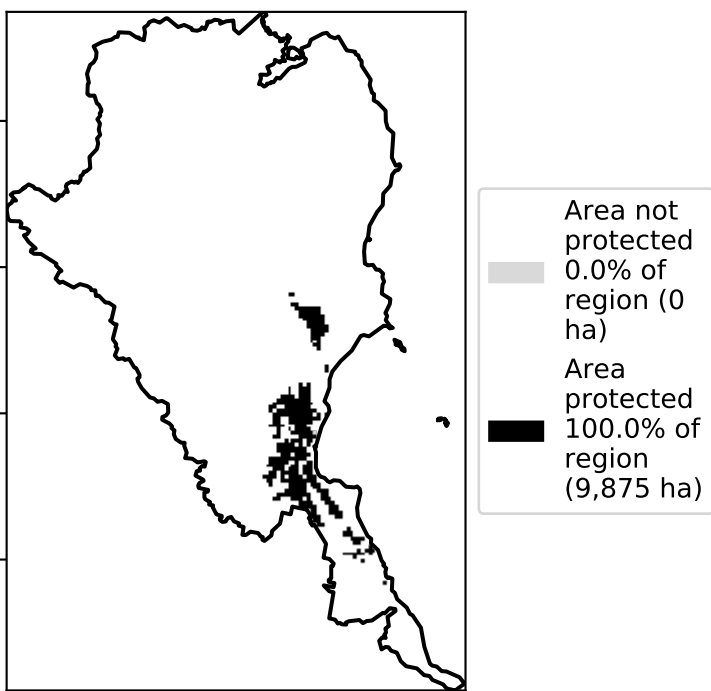 Area not
protected
0.0% of
region (0
ha)
Area
protected
100.0% of
region
(9,875 ha)